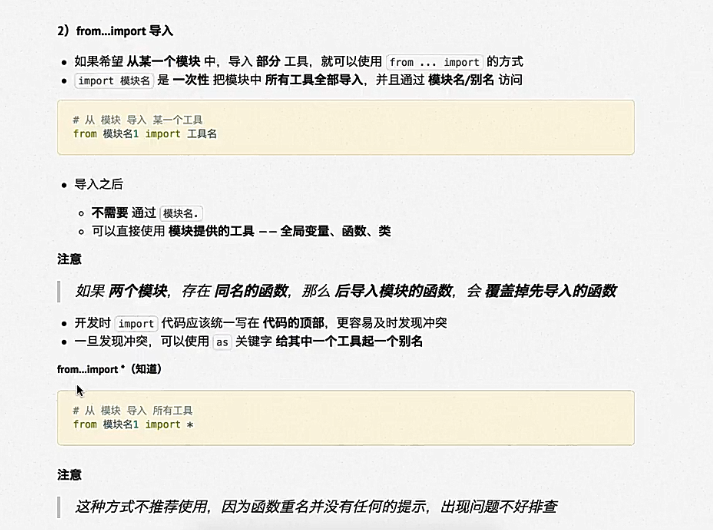 2）from...import 导入
如果希望 从某一个模块 中，导入 部分 工具，就可以使用 from ... import 的方式
import 模块名 是 一次性 把模块中 所有工具全部导入，并且通过 模块名/别名 访问
# 从 模块 导入 某一个工具
from 模块名1 import 工具名
导入之后
不需要 通过 模块名.
可以直接使用 模块提供的工具 —— 全局变量、函数、类
注意
如果 两个模块，存在 同名的函数，那么 后导入模块的函数，会 覆盖掉先导入的函数
开发时 import 代码应该统一写在 代码的顶部，更容易及时发现冲突
一旦发现冲突，可以使用 as 关键字 给其中一个工具起一个别名
from...import *（知道）
# 从 模块 导入 所有工具
from 模块名1 import *
注意
这种方式不推荐使用，因为函数重名并没有任何的提示，出现问题不好排查